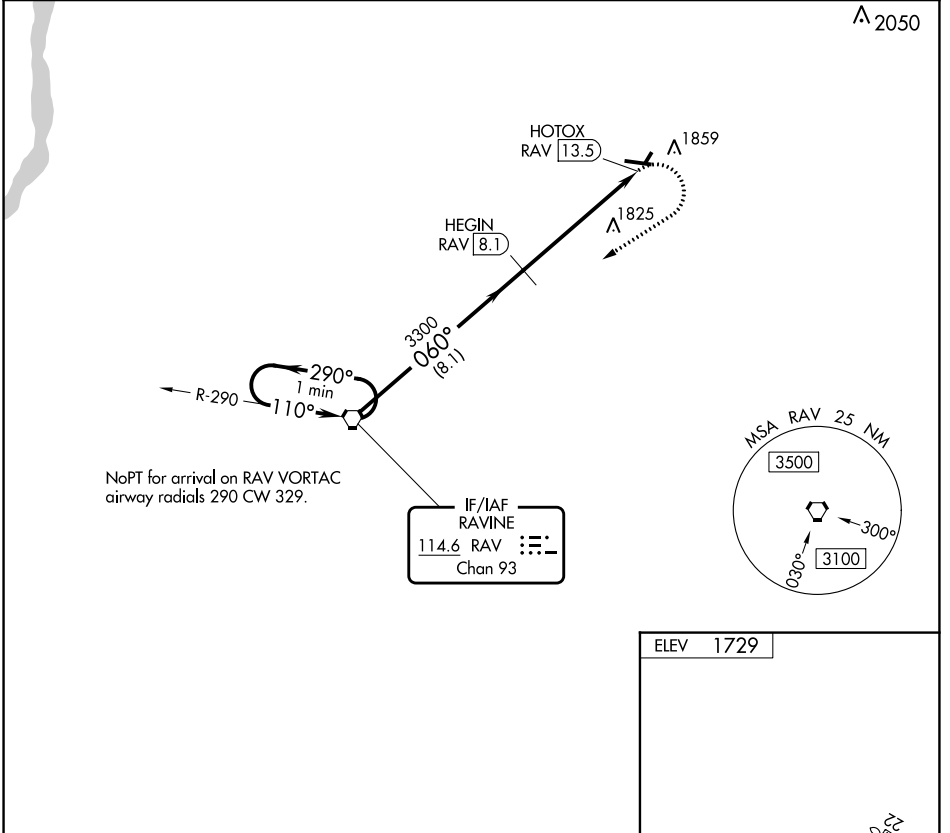 2050
HOTOX
RAV 13.5
1859
1825
HEGIN
RAV 8.1
3300
060°
(8.1)
290°
1 min
R-290
110°
NoPT for arrival on RAV VORTAC
airway radials 290 CW 329.
IF/IAF
RAVINE
114.6 RAV
Chan 93
MSA RAV 25 NM
3500
300°
030°
3100
ELEV 1729
22